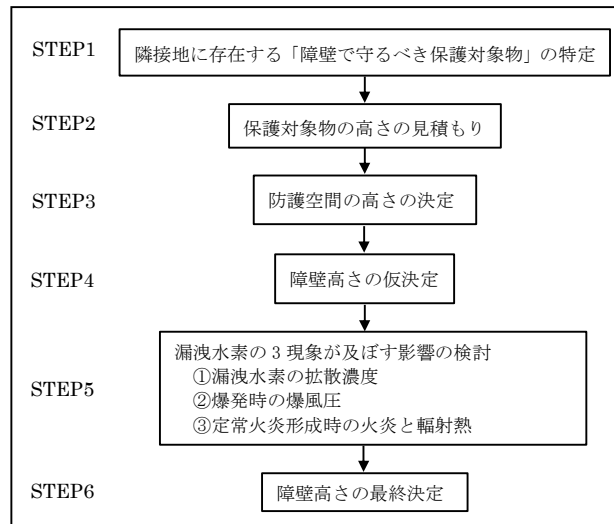 STEP1
隣接地に存在する「障壁で守るべき保護対象物」の特定
STEP2
保護対象物の高さの見積もり
STEP3
防護空間の高さの決定
STEP4
障壁高さの仮決定
STEP5
漏洩水素の3現象が及ぼす影響の検討
①漏洩水素の拡散濃度
②爆発時の爆風圧
③定常火炎形成時の火炎と輻射熱
STEP6
障壁高さの最終決定